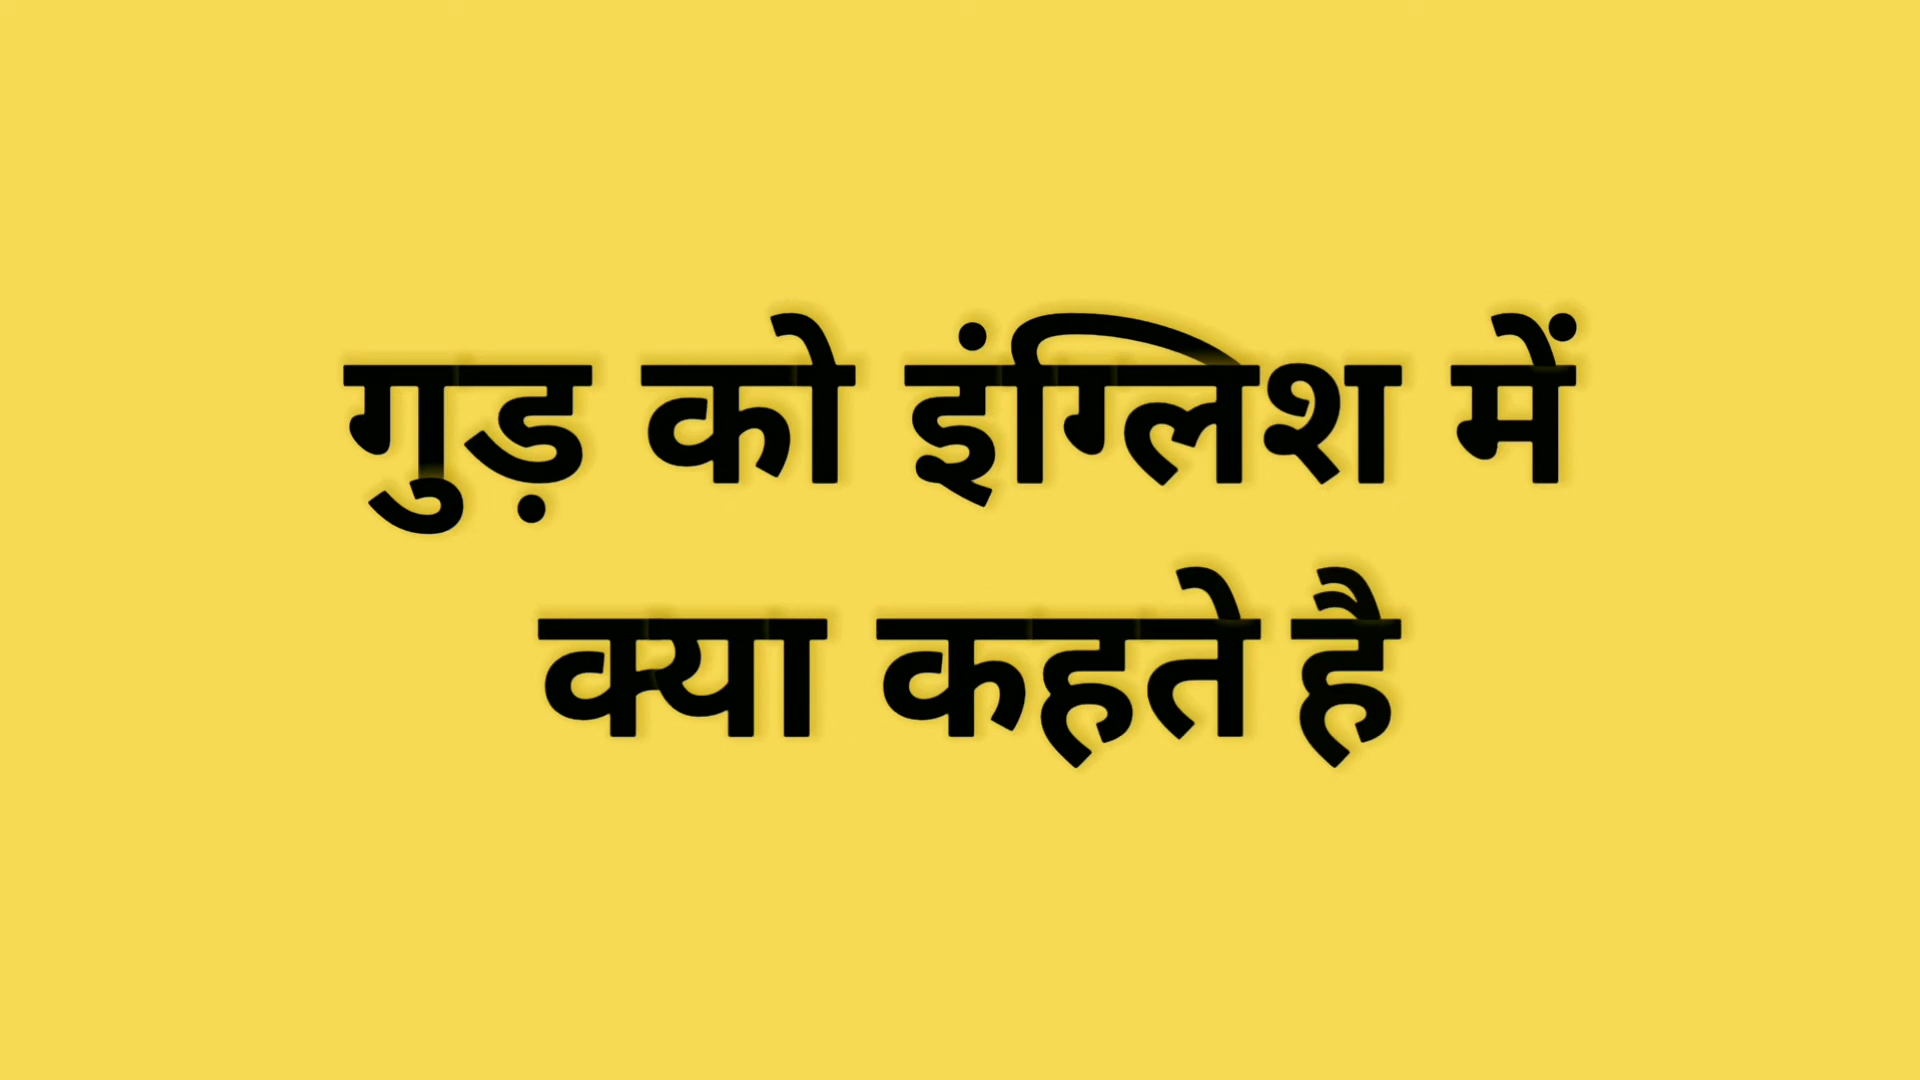 गुड़ को इंग्लिश में
क्या कहते है